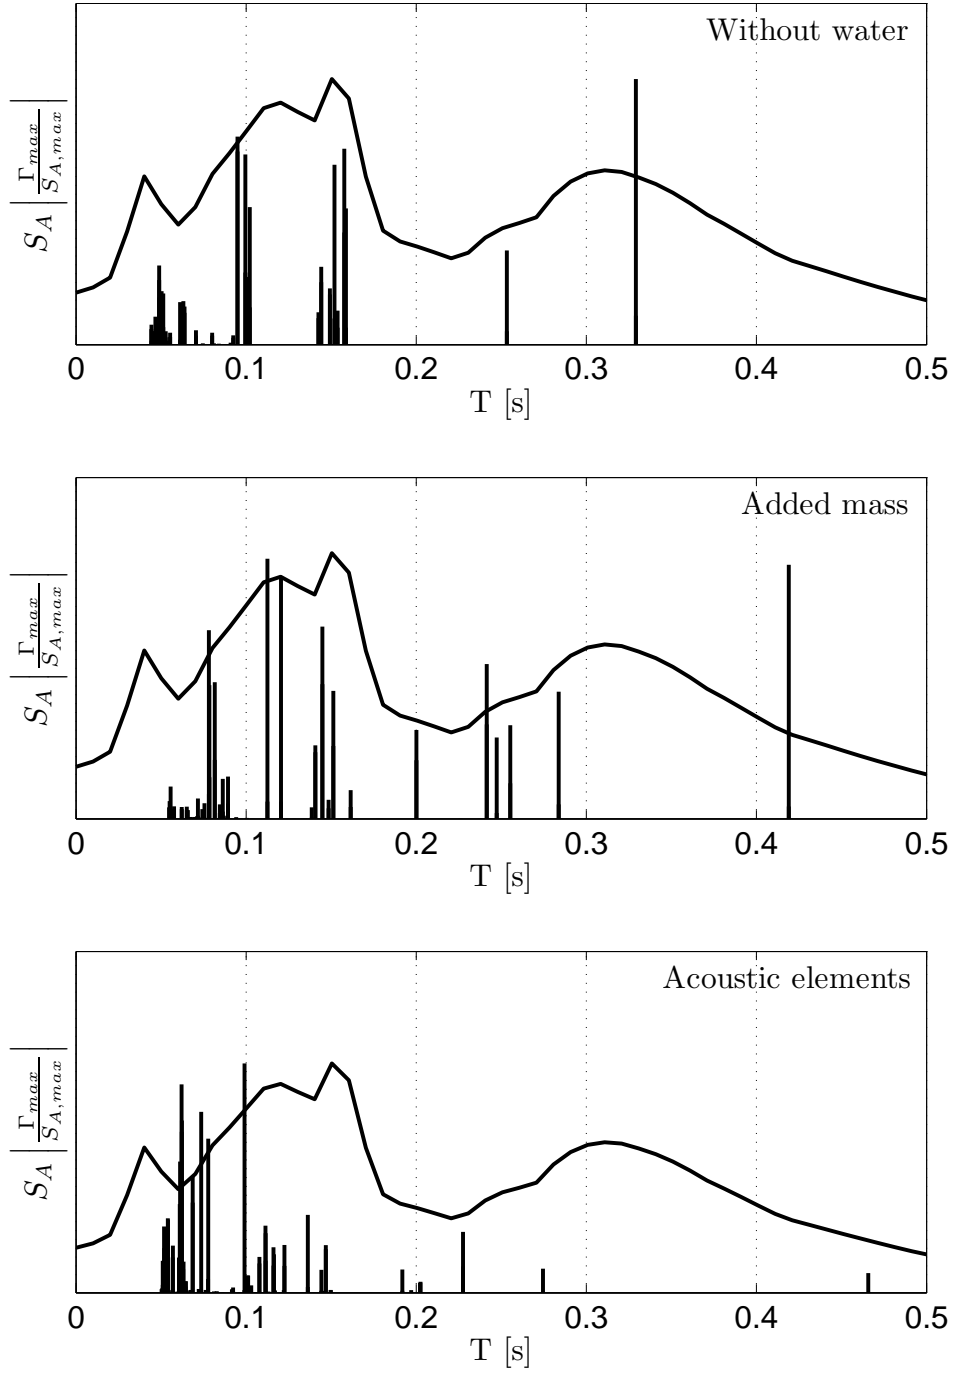 Without water
S_A | Γ_max / S_A,max |
0 0.1 0.2 0.3 0.4 0.5
T [s]
Added mass
S_A | Γ_max / S_A,max |
0 0.1 0.2 0.3 0.4 0.5
T [s]
Acoustic elements
S_A | Γ_max / S_A,max |
0 0.1 0.2 0.3 0.4 0.5
T [s]